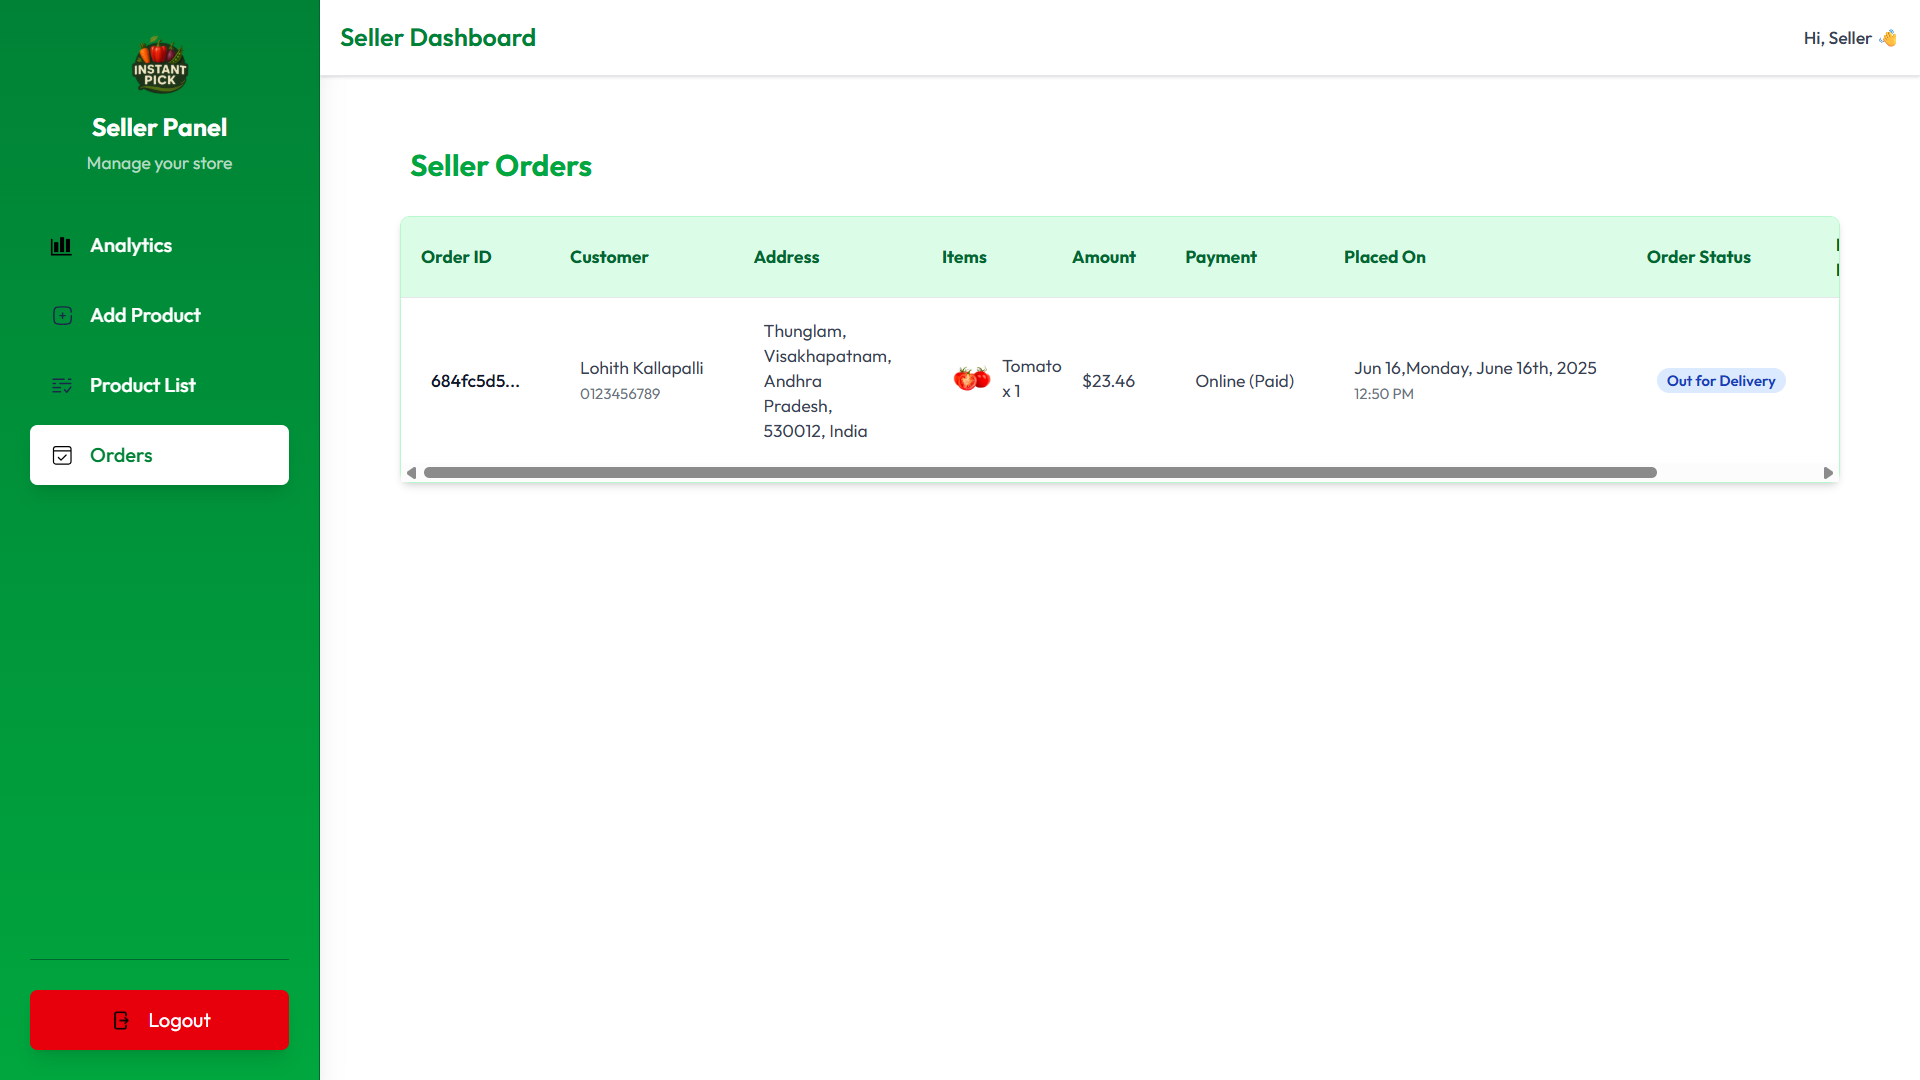 INSTANT
PICK
Seller Panel
Manage your store
Analytics
Add Product
Product List
Orders
Logout
Seller Dashboard
Hi, Seller 👋
Seller Orders
Order ID Customer Address Items Amount Payment Placed On Order Status
684fc5d5...
Lohith Kallapalli
0123456789
Thunglam,
Visakhapatnam,
Andhra
Pradesh,
530012, India
Tomato
x 1
$23.46
Online (Paid)
Jun 16,Monday, June 16th, 2025
12:50 PM
Out for Delivery